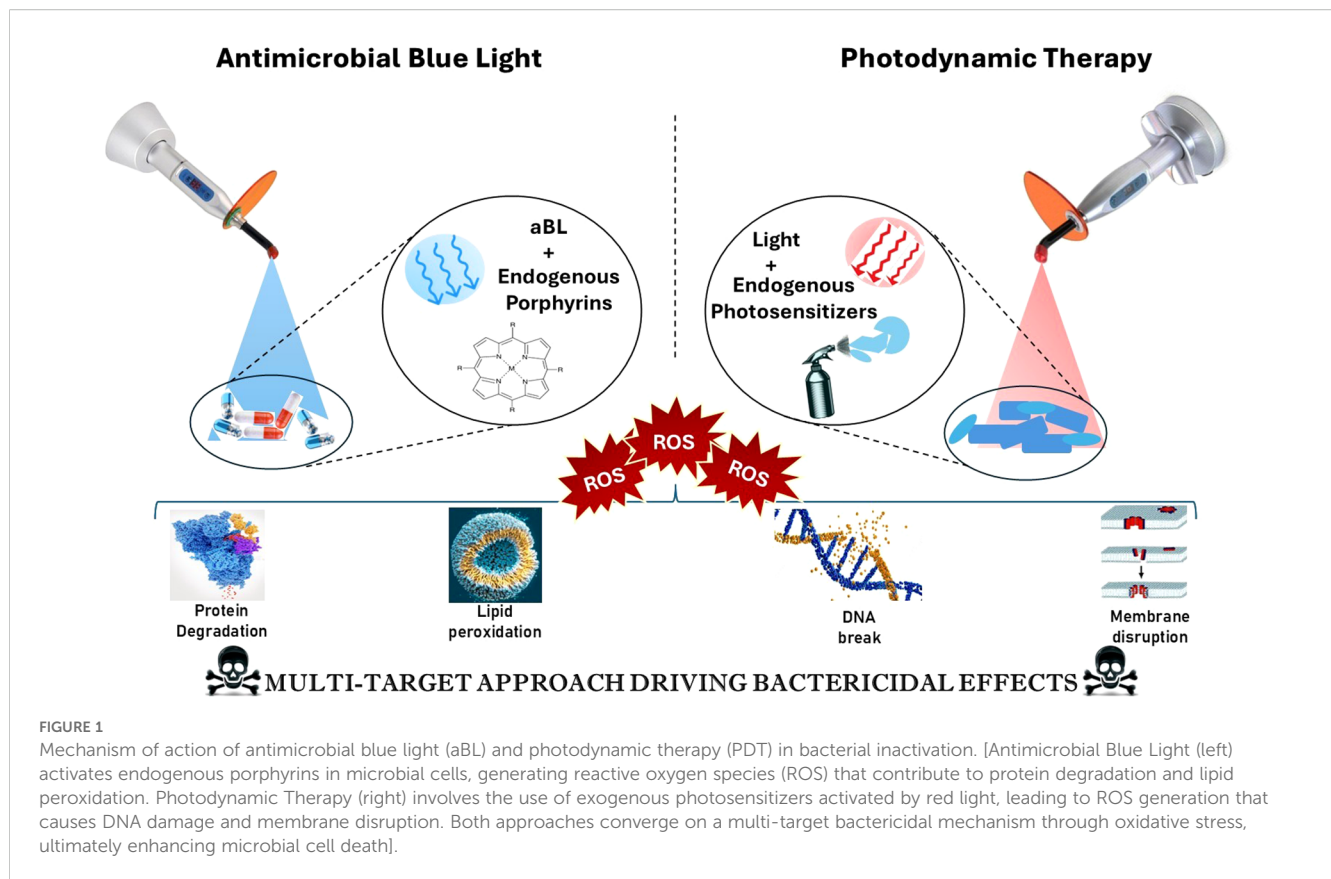 Antimicrobial Blue Light
Photodynamic Therapy
aBL
+
Endogenous
Porphyrins
R
R
M
R
R
N
N
N
N
Light
+
Endogenous
Photosensitizers
ROS
ROS
ROS
Protein
Degradation
Lipid
peroxidation
DNA
break
Membrane
disruption
MULTI-TARGET APPROACH DRIVING BACTERICIDAL EFFECTS
FIGURE 1
Mechanism of action of antimicrobial blue light (aBL) and photodynamic therapy (PDT) in bacterial inactivation. [Antimicrobial Blue Light (left)
activates endogenous porphyrins in microbial cells, generating reactive oxygen species (ROS) that contribute to protein degradation and lipid
peroxidation. Photodynamic Therapy (right) involves the use of exogenous photosensitizers activated by red light, leading to ROS generation that
causes DNA damage and membrane disruption. Both approaches converge on a multi-target bactericidal mechanism through oxidative stress,
ultimately enhancing microbial cell death].